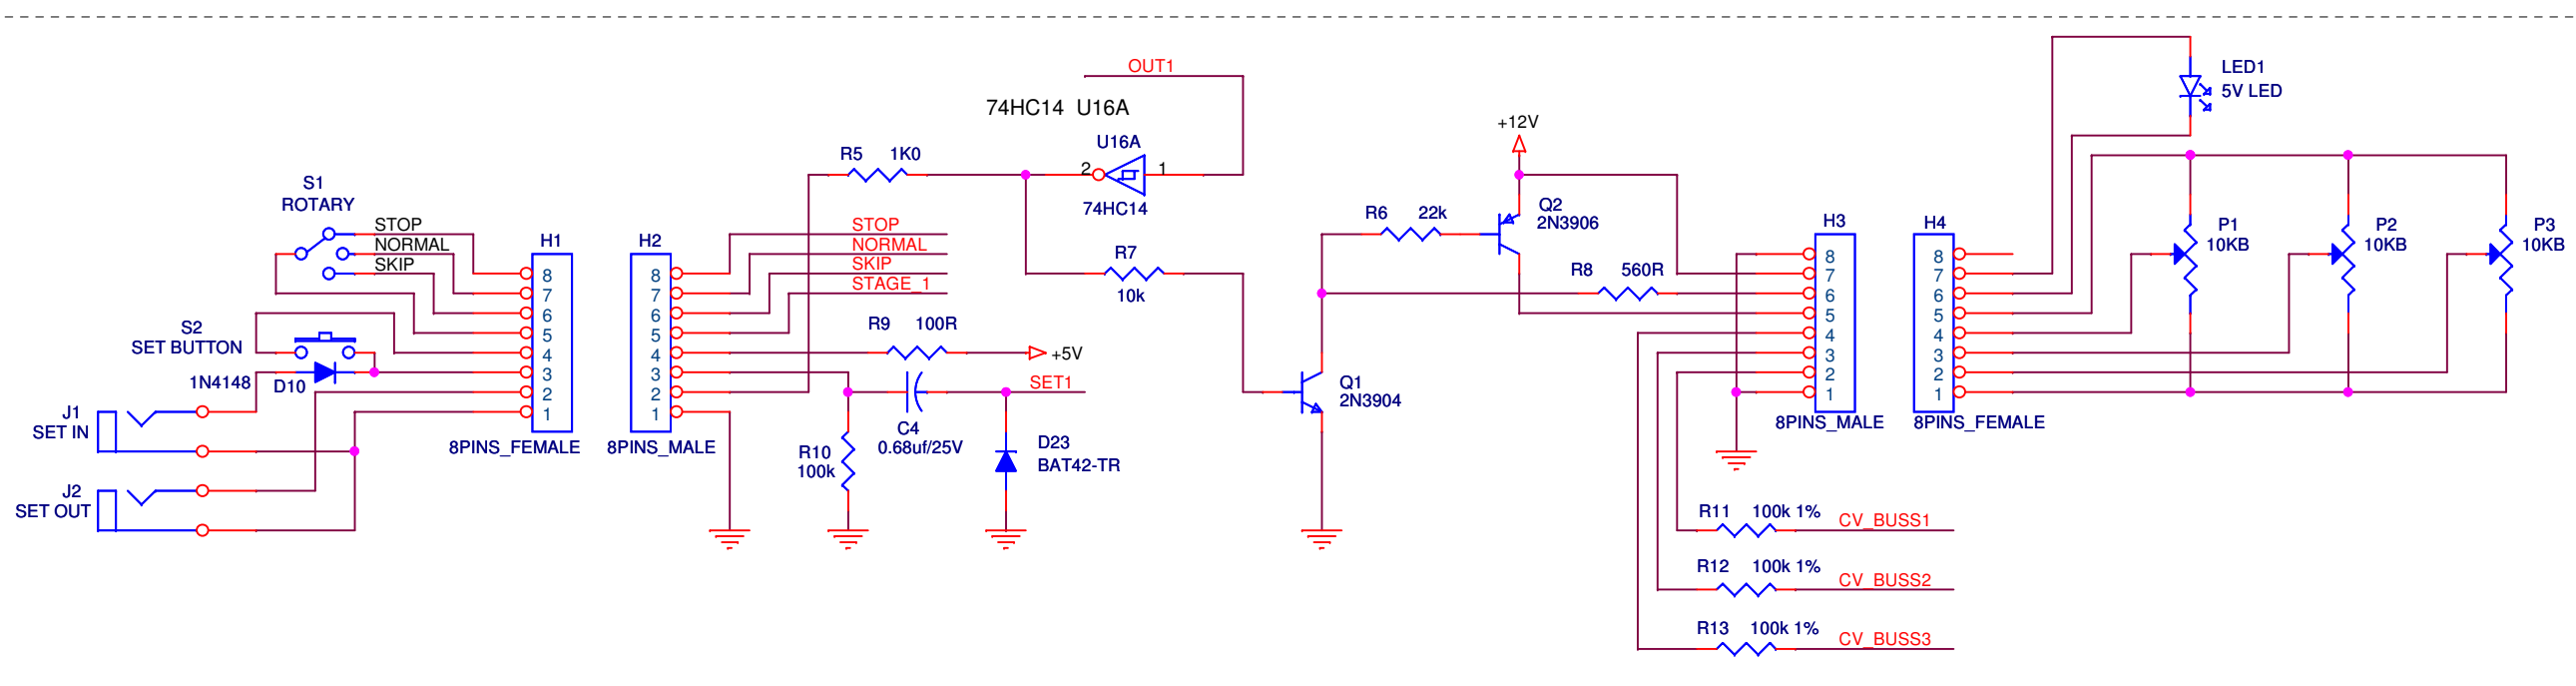 OUT1
74HC14 U16A
U16A
2
1
74HC14
R5 1K0
S1
ROTARY
STOP
NORMAL
SKIP
H1
8
7
6
5
4
3
2
1
8PINS_FEMALE
S2
SET BUTTON
1N4148
D10
J1
SET IN
J2
SET OUT
H2
8
7
6
5
4
3
2
1
8PINS_MALE
STOP
NORMAL
SKIP
STAGE_1
R9 100R
+5V
SET1
C4
0.68uf/25V
R10
100k
D23
BAT42-TR
R7
10k
Q1
2N3904
+12V
R6 22k
Q2
2N3906
R8 560R
H3
8
7
6
5
4
3
2
1
8PINS_MALE
R11 100k 1% CV_BUSS1
R12 100k 1% CV_BUSS2
R13 100k 1% CV_BUSS3
H4
8
7
6
5
4
3
2
1
8PINS_FEMALE
LED1
5V LED
P1
10KB
P2
10KB
P3
10KB